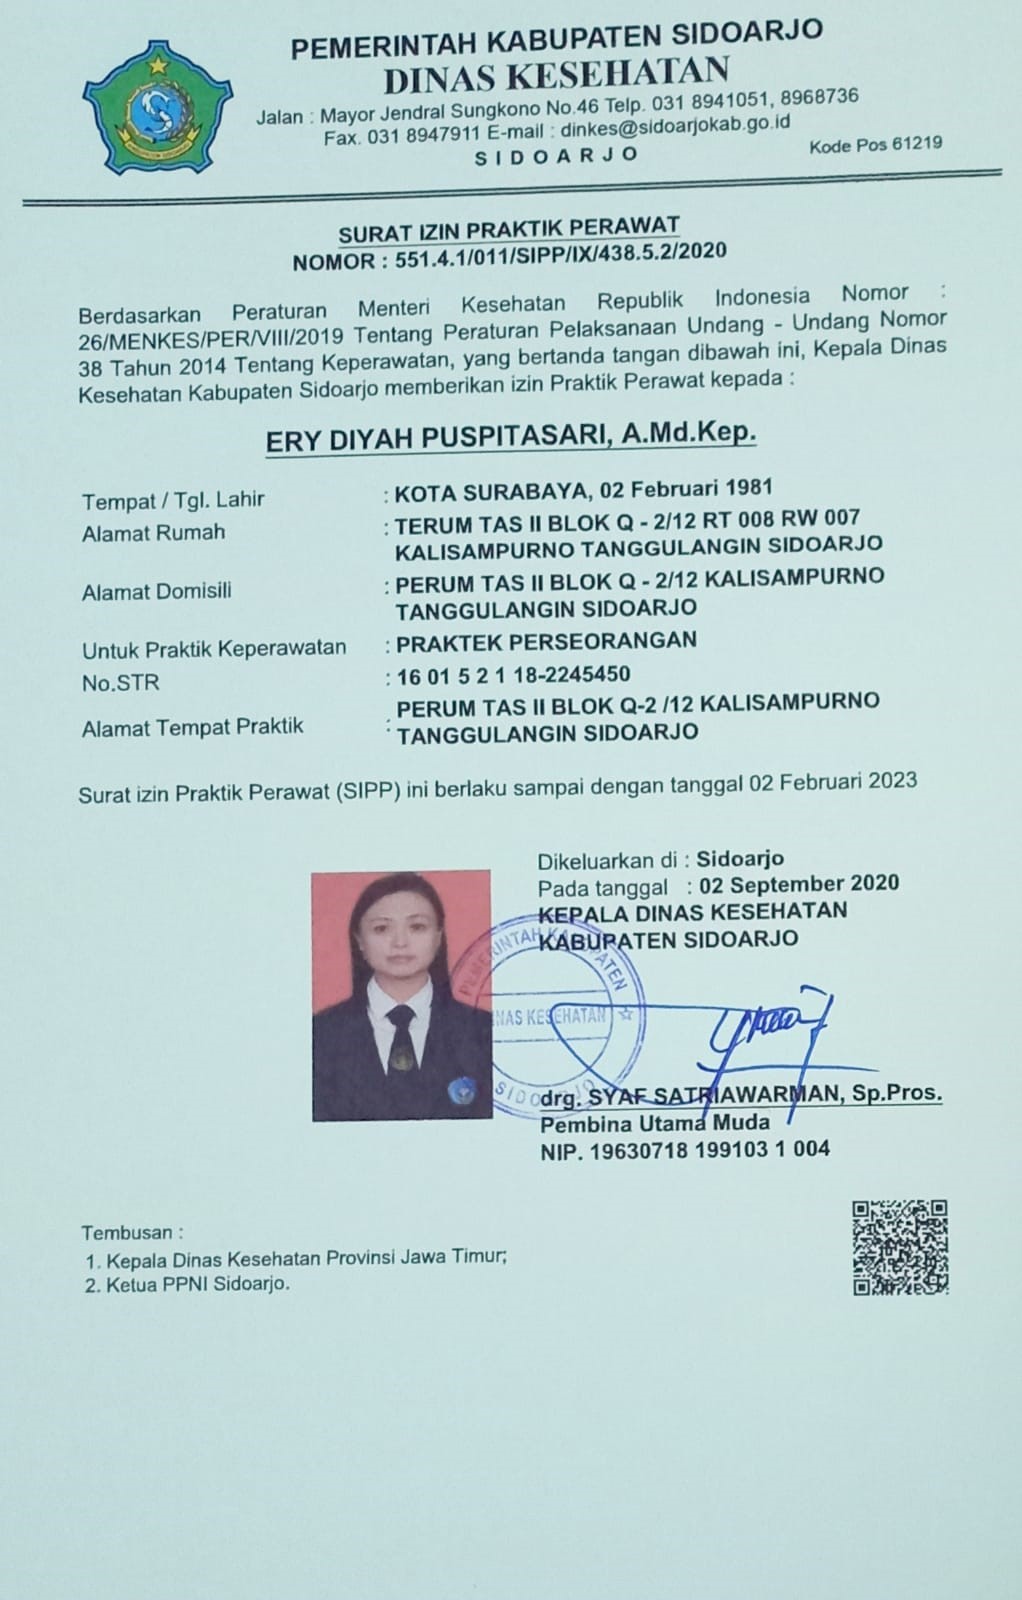 PEMERINTAH KABUPATEN SIDOARJO
DINAS KESEHATAN
Jalan : Mayor Jendral Sungkono No.46 Telp. 031 8941051, 8968736
Fax. 031 8947911 E-mail : dinkes@sidoarjokab.go.id
SIDOARJO
Kode Pos 61219
SURAT IZIN PRAKTIK PERAWAT
NOMOR : 551.4.1/011/SIPP/IX/438.5.2/2020
Berdasarkan Peraturan Menteri Kesehatan Republik Indonesia Nomor :
26/MENKES/PER/VIII/2019 Tentang Peraturan Pelaksanaan Undang - Undang Nomor
38 Tahun 2014 Tentang Keperawatan, yang bertanda tangan dibawah ini, Kepala Dinas
Kesehatan Kabupaten Sidoarjo memberikan izin Praktik Perawat kepada :
ERY DIYAH PUSPITASARI, A.Md.Kep.
Tempat / Tgl. Lahir : KOTA SURABAYA, 02 Februari 1981
Alamat Rumah : TERUM TAS II BLOK Q - 2/12 RT 008 RW 007
KALISAMPURNO TANGGULANGIN SIDOARJO
Alamat Domisili : PERUM TAS II BLOK Q - 2/12 KALISAMPURNO
TANGGULANGIN SIDOARJO
Untuk Praktik Keperawatan : PRAKTEK PERSEORANGAN
No.STR : 16 01 5 2 1 18-2245450
Alamat Tempat Praktik : PERUM TAS II BLOK Q-2 /12 KALISAMPURNO
TANGGULANGIN SIDOARJO
Surat izin Praktik Perawat (SIPP) ini berlaku sampai dengan tanggal 02 Februari 2023
Dikeluarkan di : Sidoarjo
Pada tanggal : 02 September 2020
KEPALA DINAS KESEHATAN
KABUPATEN SIDOARJO
PEMERINTAH KABUPATEN
NAS KESEHATAN
SIDOARJO
drg. SYAF SATRIAWARMAN, Sp.Pros.
Pembina Utama Muda
NIP. 19630718 199103 1 004
Tembusan :
1. Kepala Dinas Kesehatan Provinsi Jawa Timur;
2. Ketua PPNI Sidoarjo.